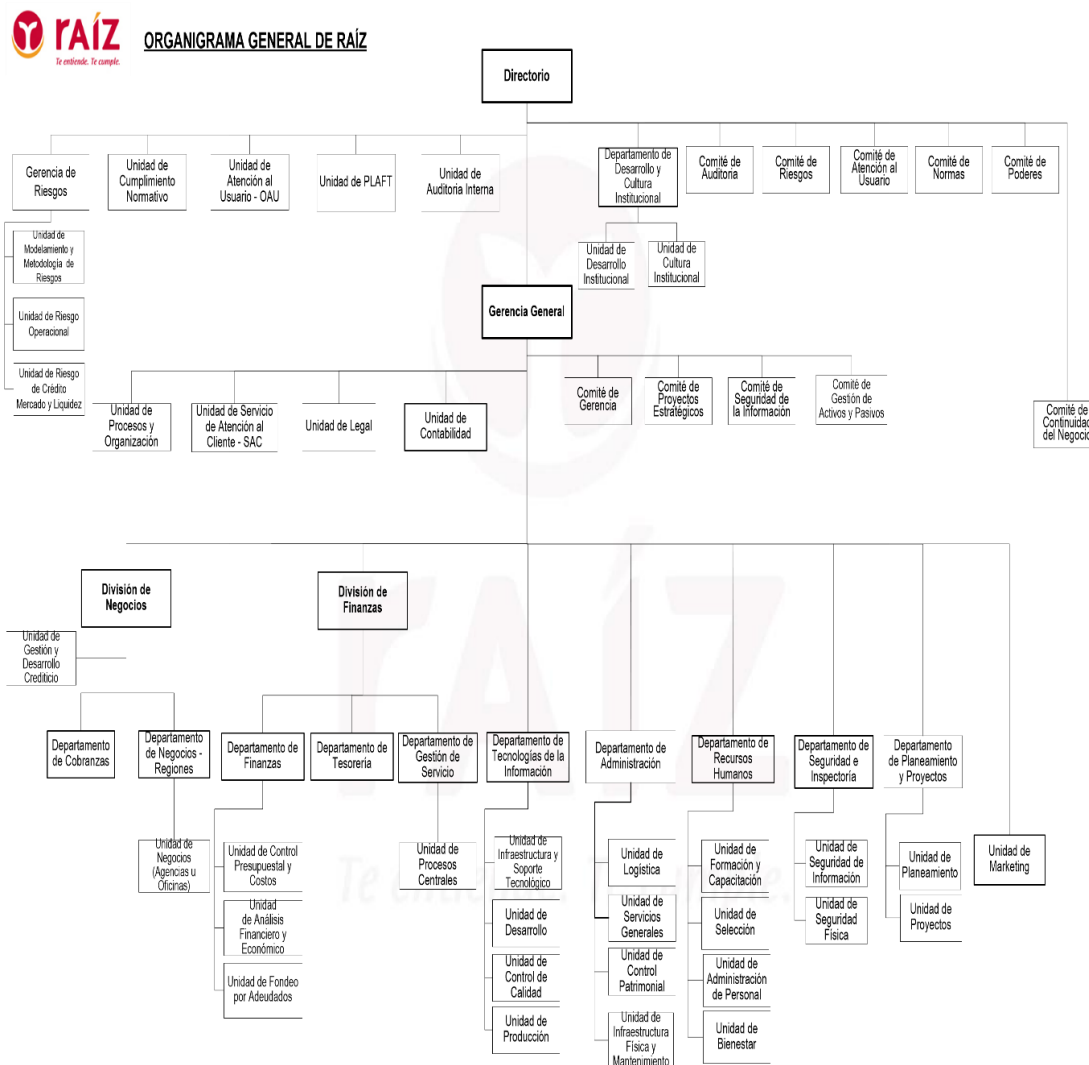 raíz
Te entiende. Te cumple.
ORGANIGRAMA GENERAL DE RAÍZ
Directorio
Gerencia de
Riesgos
Unidad de
Cumplimiento
Normativo
Unidad de
Atención al
Usuario - OAU
Unidad de PLAFT
Unidad de
Auditoria Interna
Departamento de
Desarrollo y
Cultura
Institucional
Comité de
Auditoria
Comité de
Riesgos
Comité de
Atención al
Usuario
Comité de
Normas
Comité de
Poderes
Unidad de
Modelamiento y
Metodología de
Riesgos
Unidad de
Desarrollo
Institucional
Unidad de
Cultura
Institucional
Unidad de Riesgo
Operacional
Gerencia General
Unidad de Riesgo
de Crédito
Mercado y Liquidez
Unidad de
Procesos y
Organización
Unidad de Servicio
de Atención al
Cliente - SAC
Unidad de Legal
Unidad de
Contabilidad
Comité de
Gerencia
Comité de
Proyectos
Estratégicos
Comité de
Seguridad de
la Información
Comité de
Gestión de
Activos y Pasivos
Comité de
Continuidad
del Negocio
División de
Negocios
División de
Finanzas
Unidad de
Gestión y
Desarrollo
Crediticio
Departamento
de Cobranzas
Departamento
de Negocios -
Regiones
Departamento de
Finanzas
Departamento de
Tesorería
Departamento de
Gestión de
Servicio
Departamento de
Tecnologías de la
Información
Departamento de
Administración
Departamento de
Recursos
Humanos
Departamento de
Seguridad e
Inspectoría
Departamento
de Planeamiento
y Proyectos
Unidad de
Negocios
(Agencias u
Oficinas)
Unidad de Control
Presupuestal y
Costos
Unidad
de Análisis
Financiero y
Económico
Unidad de Fondeo
por Adeudados
Unidad de
Procesos
Centrales
Unidad de
Infraestructura y
Soporte
Tecnológico
Unidad de
Desarrollo
Unidad de
Control de
Calidad
Unidad de
Producción
Unidad de
Logística
Unidad de
Servicios
Generales
Unidad de
Control
Patrimonial
Unidad de
Infraestructura
Física y
Mantenimiento
Unidad de
Formación y
Capacitación
Unidad de
Selección
Unidad de
Administración
de Personal
Unidad de
Bienestar
Unidad de
Seguridad de
Información
Unidad de
Seguridad
Física
Unidad de
Planeamiento
Unidad de
Proyectos
Unidad de
Marketing
raíz
Te entiende. Te cumple.